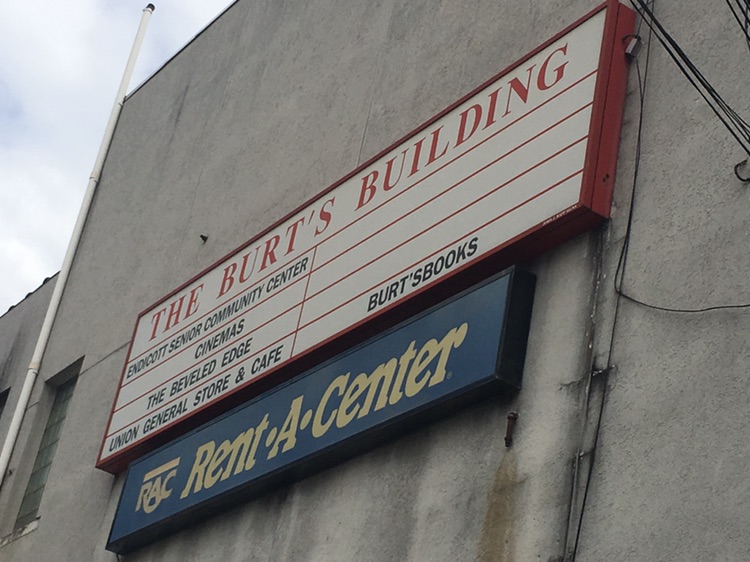 THE BURT'S BUILDING
ENDICOTT SENIOR COMMUNITY CENTER
CINEMAS
THE BEVELED EDGE
UNION GENERAL STORE & CAFE
BURT'SBOOKS
RAC Rent-A-Center